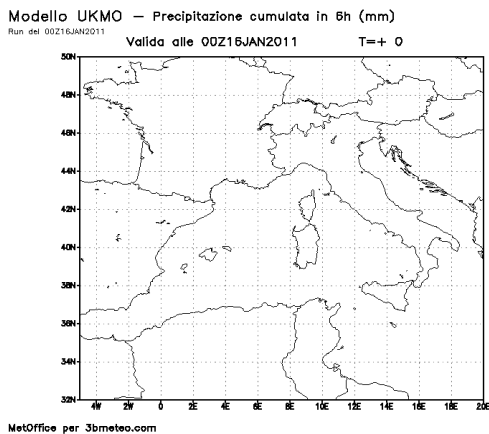 Modello UKMO – Precipitazione cumulata in 6h (mm)
Run del 00Z16JAN2011
Valida alle 00Z16JAN2011 T=+ 0
50N
48N
46N
44N
42N
40N
38N
36N
34N
32N
4W 2W 0 2E 4E 6E 8E 10E 12E 14E 16E 18E 20E
MetOffice per 3bmeteo.com